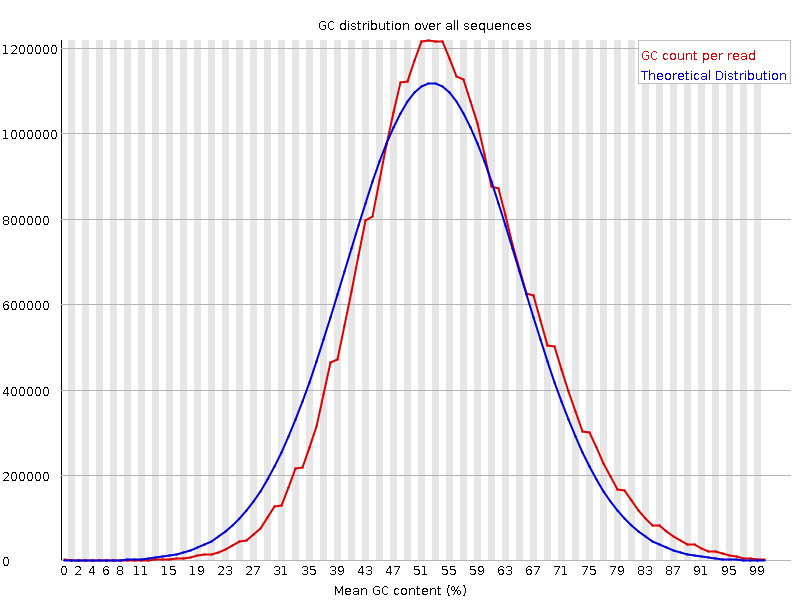 GC distribution over all sequences
1200000
1000000
800000
600000
400000
200000
0
GC count per read
Theoretical Distribution
0 2 4 6 8 11 15 19 23 27 31 35 39 43 47 51 55 59 63 67 71 75 79 83 87 91 95 99
Mean GC content (%)